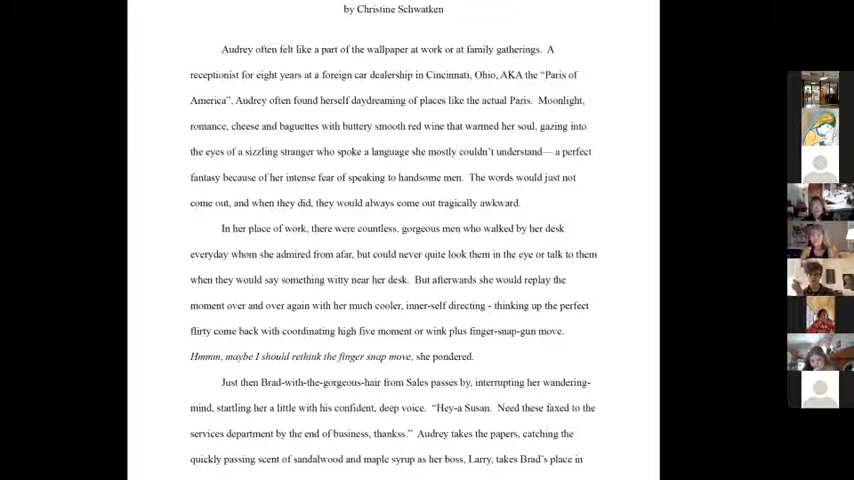 by Christine Schwatken
Audrey often felt like a part of the wallpaper at work or at family gatherings. A
receptionist for eight years at a foreign car dealership in Cincinnati, Ohio, AKA the “Paris of
America”, Audrey often found herself daydreaming of places like the actual Paris. Moonlight,
romance, cheese and baguettes with buttery smooth red wine that warmed her soul, gazing into
the eyes of a sizzling stranger who spoke a language she mostly couldn’t understand— a perfect
fantasy because of her intense fear of speaking to handsome men. The words would just not
come out, and when they did, they would always come out tragically awkward.
In her place of work, there were countless, gorgeous men who walked by her desk
everyday whom she admired from afar, but could never quite look them in the eye or talk to them
when they would say something witty near her desk. But afterwards she would replay the
moment over and over again with her much cooler, inner-self directing - thinking up the perfect
flirty come back with coordinating high five moment or wink plus finger-snap-gun move.
Hmmm, maybe I should rethink the finger snap move, she pondered.
Just then Brad-with-the-gorgeous-hair from Sales passes by, interrupting her wandering-
mind, startling her a little with his confident, deep voice. “Hey-a Susan. Need these faxed to the
services department by the end of business, thankss.” Audrey takes the papers, catching the
quickly passing scent of sandalwood and maple syrup as her boss, Larry, takes Brad’s place in